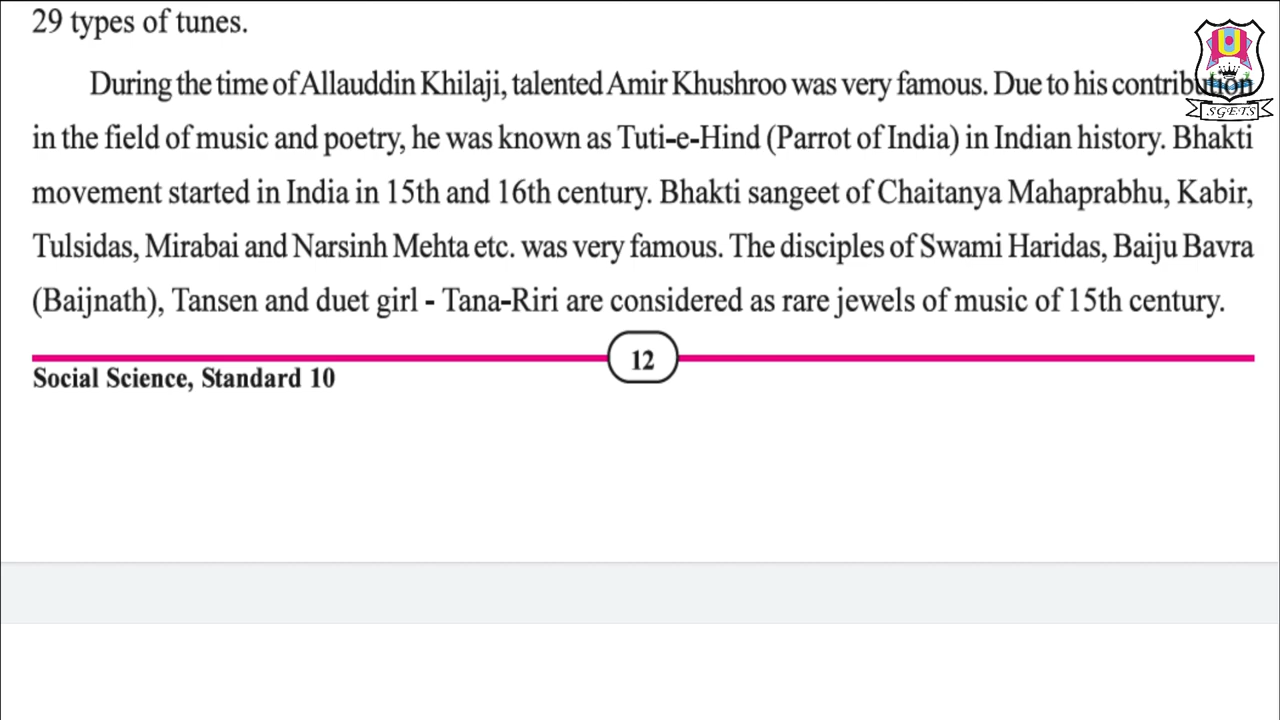 29 types of tunes.
During the time of Allauddin Khilaji, talented Amir Khushroo was very famous. Due to his contribution
in the field of music and poetry, he was known as Tuti-e-Hind (Parrot of India) in Indian history. Bhakti
movement started in India in 15th and 16th century. Bhakti sangeet of Chaitanya Mahaprabhu, Kabir,
Tulsidas, Mirabai and Narsinh Mehta etc. was very famous. The disciples of Swami Haridas, Baiju Bavra
(Baijnath), Tansen and duet girl - Tana-Riri are considered as rare jewels of music of 15th century.
12
Social Science, Standard 10
SGETS